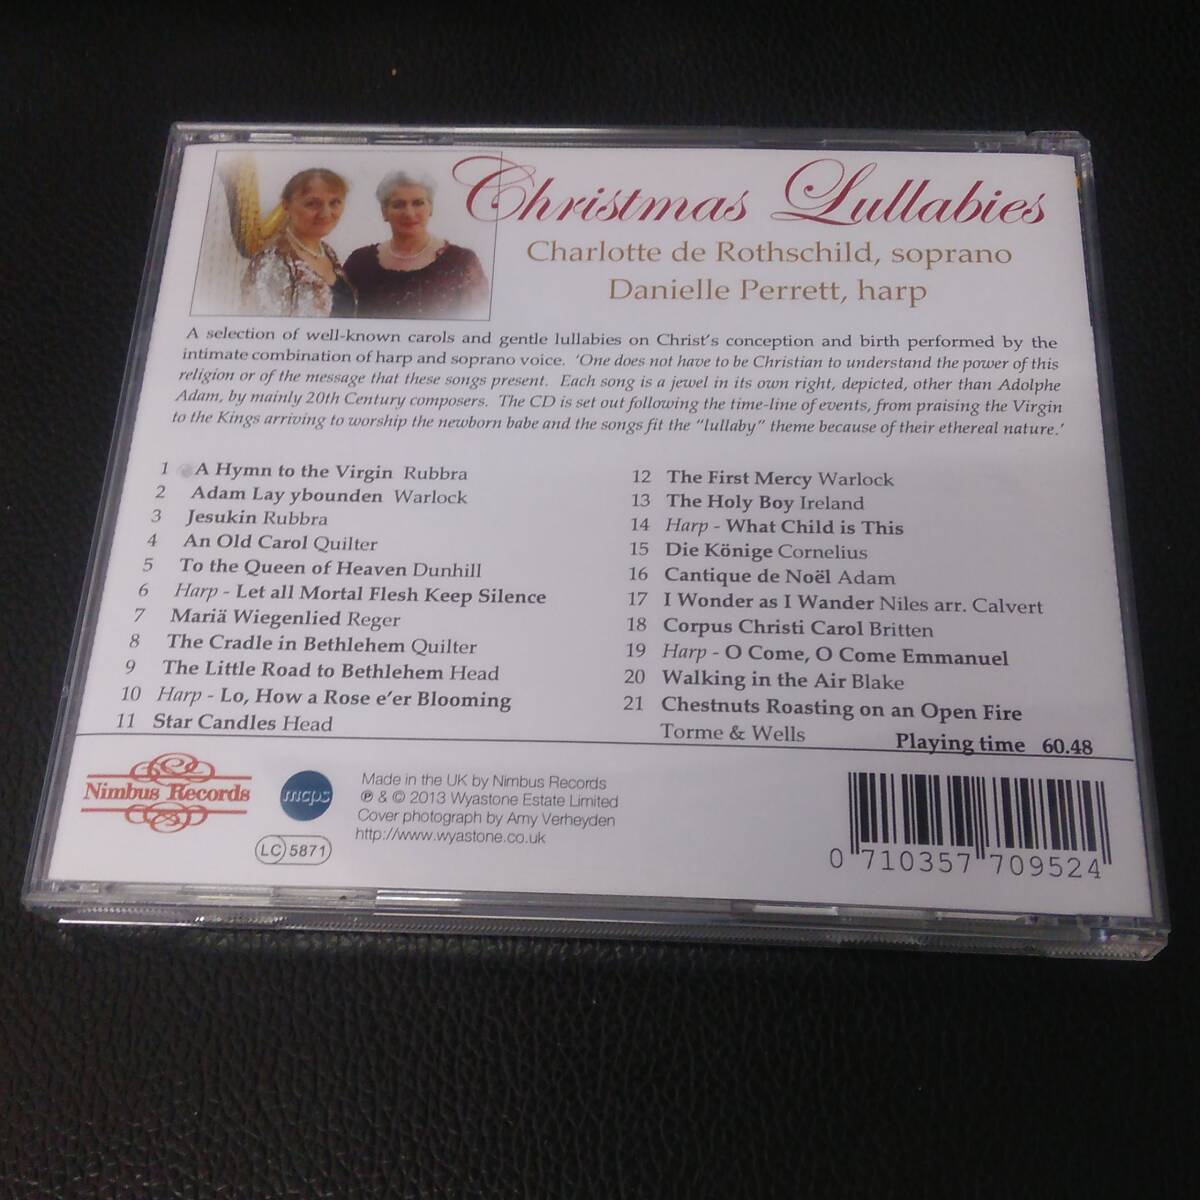 Christmas Lullabies
Charlotte de Rothschild, soprano
Danielle Perrett, harp
A selection of well-known carols and gentle lullabies on Christ's conception and birth performed by the
intimate combination of harp and soprano voice. 'One does not have to be Christian to understand the power of this
religion or of the message that these songs present. Each song is a jewel in its own right, depicted, other than Adolphe
Adam, by mainly 20th Century composers. The CD is set out following the time-line of events, from praising the Virgin
to the Kings arriving to worship the newborn babe and the songs fit the "lullaby" theme because of their ethereal nature.'
1 A Hymn to the Virgin Rubbra
2 Adam Lay ybounden Warlock
3 Jesukin Rubbra
4 An Old Carol Quilter
5 To the Queen of Heaven Dunhill
6 Harp - Let all Mortal Flesh Keep Silence
7 Mariä Wiegenlied Reger
8 The Cradle in Bethlehem Quilter
9 The Little Road to Bethlehem Head
10 Harp - Lo, How a Rose e'er Blooming
11 Star Candles Head
12 The First Mercy Warlock
13 The Holy Boy Ireland
14 Harp - What Child is This
15 Die Könige Cornelius
16 Cantique de Noël Adam
17 I Wonder as I Wander Niles arr. Calvert
18 Corpus Christi Carol Britten
19 Harp - O Come, O Come Emmanuel
20 Walking in the Air Blake
21 Chestnuts Roasting on an Open Fire
Torme & Wells
Playing time 60.48
Nimbus Records
mcps
LC 5871
Made in the UK by Nimbus Records
℗ & © 2013 Wyastone Estate Limited
Cover photograph by Amy Verheyden
http://www.wyastone.co.uk
0 710357 709524